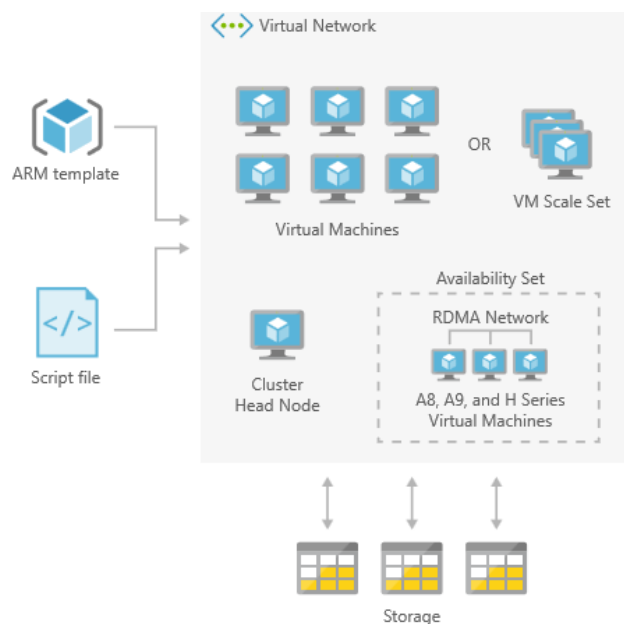 Virtual Network
ARM template
OR
VM Scale Set
Virtual Machines
Availability Set
RDMA Network
</>
Script file
Cluster
Head Node
A8, A9, and H Series
Virtual Machines
Storage